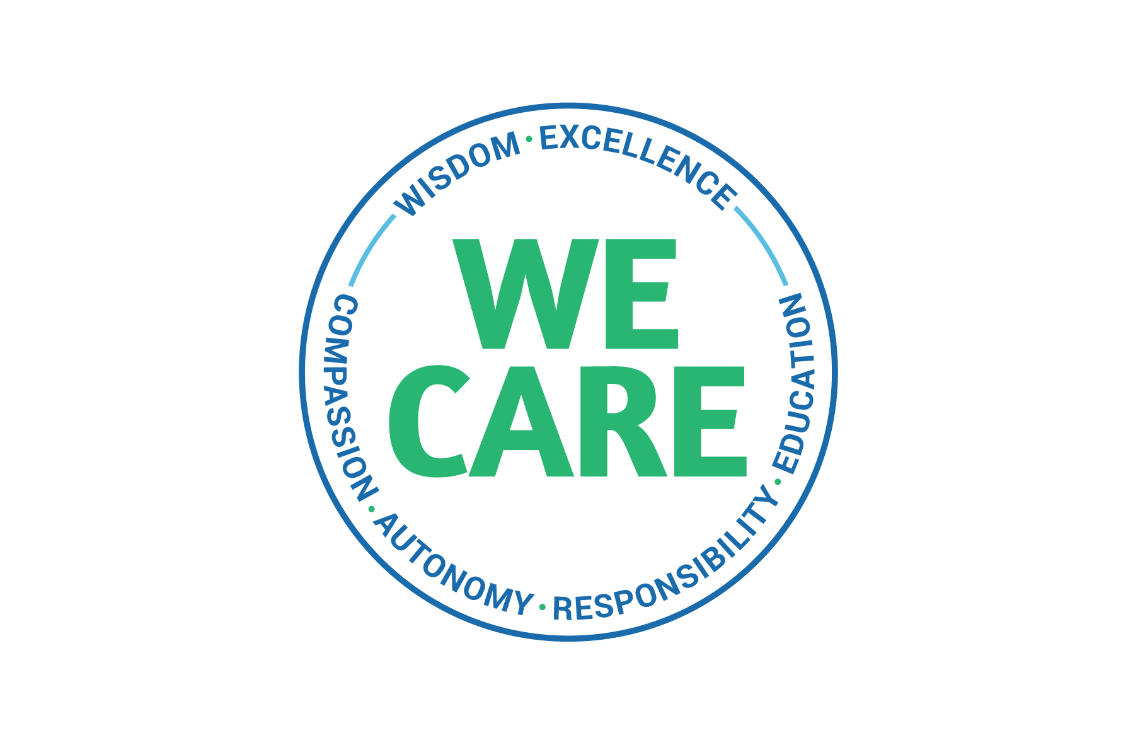 WISDOM · EXCELLENCE
WE
CARE
COMPASSION · AUTONOMY · RESPONSIBILITY · EDUCATION